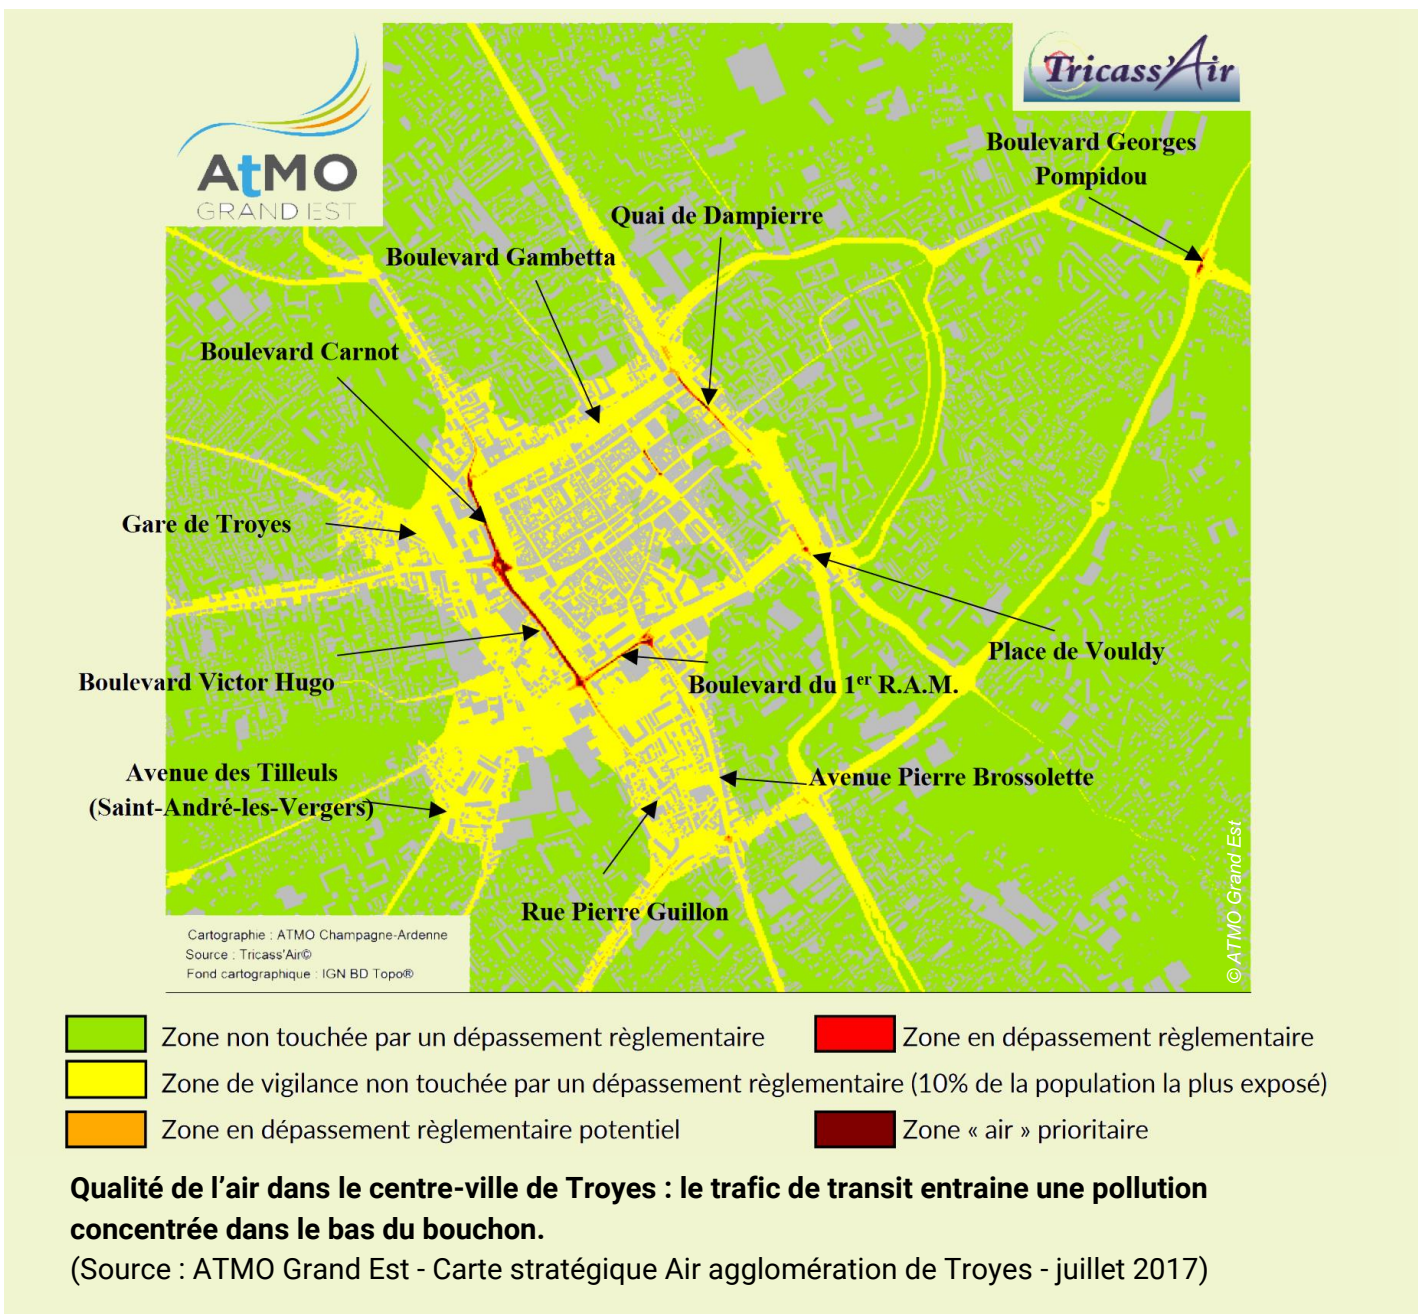 AtMO
GRAND EST
Tricass'Air
Boulevard Georges
Pompidou
Quai de Dampierre
Boulevard Gambetta
Boulevard Carnot
Gare de Troyes
Place de Vouldy
Boulevard Victor Hugo
Boulevard du 1er R.A.M.
Avenue des Tilleuls
(Saint-André-les-Vergers)
Avenue Pierre Brossolette
Rue Pierre Guillon
© ATMO Grand Est
Cartographie : ATMO Champagne-Ardenne
Source : Tricass'Air©
Fond cartographique : IGN BD Topo®
Zone non touchée par un dépassement règlementaire
Zone en dépassement règlementaire
Zone de vigilance non touchée par un dépassement règlementaire (10% de la population la plus exposé)
Zone en dépassement règlementaire potentiel
Zone « air » prioritaire
Qualité de l'air dans le centre-ville de Troyes : le trafic de transit entraine une pollution
concentrée dans le bas du bouchon.
(Source : ATMO Grand Est - Carte stratégique Air agglomération de Troyes - juillet 2017)